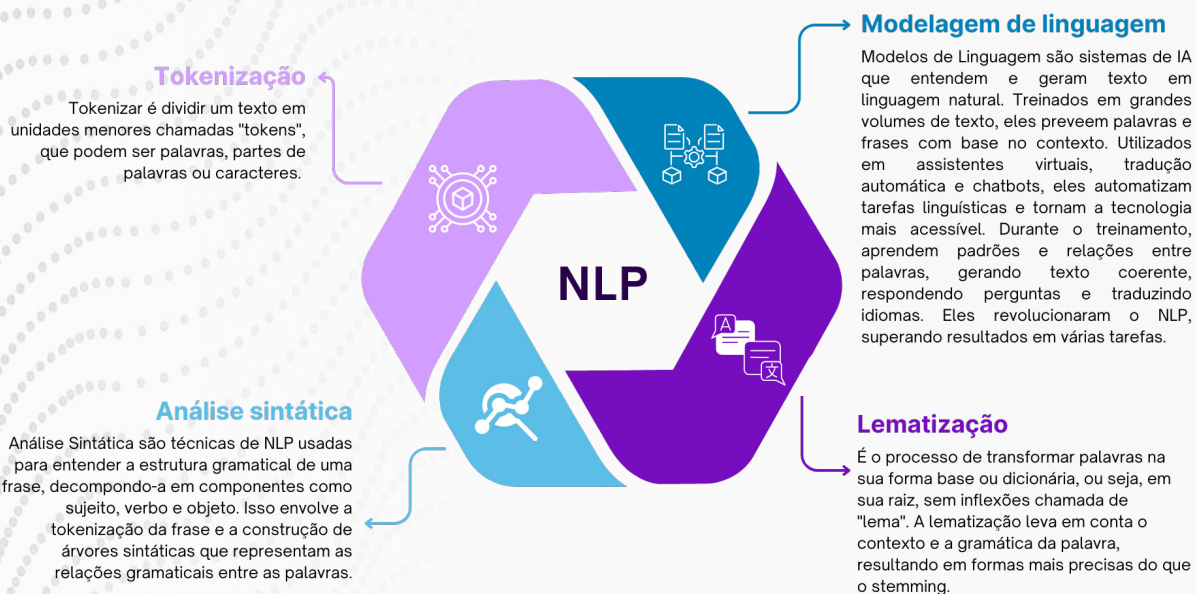 Tokenização
Tokenizar é dividir um texto em
unidades menores chamadas "tokens",
que podem ser palavras, partes de
palavras ou caracteres.
Modelagem de linguagem
Modelos de Linguagem são sistemas de IA
que entendem e geram texto em
linguagem natural. Treinados em grandes
volumes de texto, eles preveem palavras e
frases com base no contexto. Utilizados
em assistentes virtuais, tradução
automática e chatbots, eles automatizam
tarefas linguísticas e tornam a tecnologia
mais acessível. Durante o treinamento,
aprendem padrões e relações entre
palavras, gerando texto coerente,
respondendo perguntas e traduzindo
idiomas. Eles revolucionaram o NLP,
superando resultados em várias tarefas.
NLP
A
文
Análise sintática
Análise Sintática são técnicas de NLP usadas
para entender a estrutura gramatical de uma
frase, decompondo-a em componentes como
sujeito, verbo e objeto. Isso envolve a
tokenização da frase e a construção de
árvores sintáticas que representam as
relações gramaticais entre as palavras.
Lematização
É o processo de transformar palavras na
sua forma base ou dicionária, ou seja, em
sua raiz, sem inflexões chamada de
"lema". A lematização leva em conta o
contexto e a gramática da palavra,
resultando em formas mais precisas do que
o stemming.